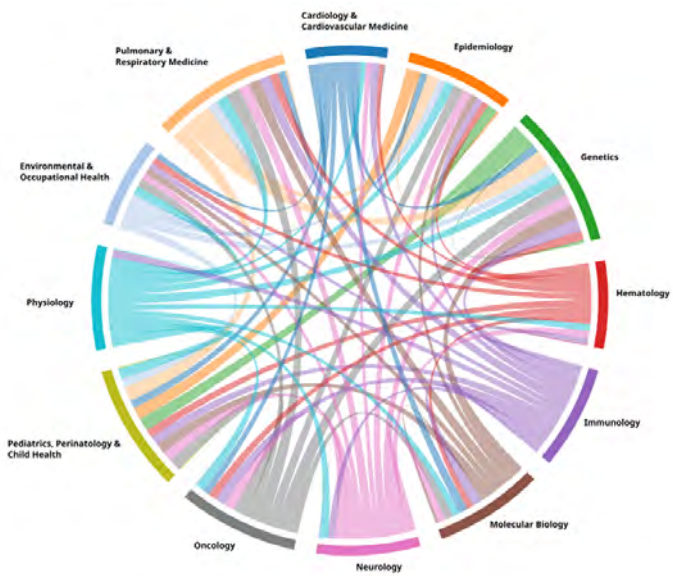 Cardiology &
Cardiovascular Medicine
Epidemiology
Genetics
Hematology
Immunology
Molecular Biology
Neurology
Oncology
Pediatrics, Perinatology &
Child Health
Physiology
Environmental &
Occupational Health
Pulmonary &
Respiratory Medicine